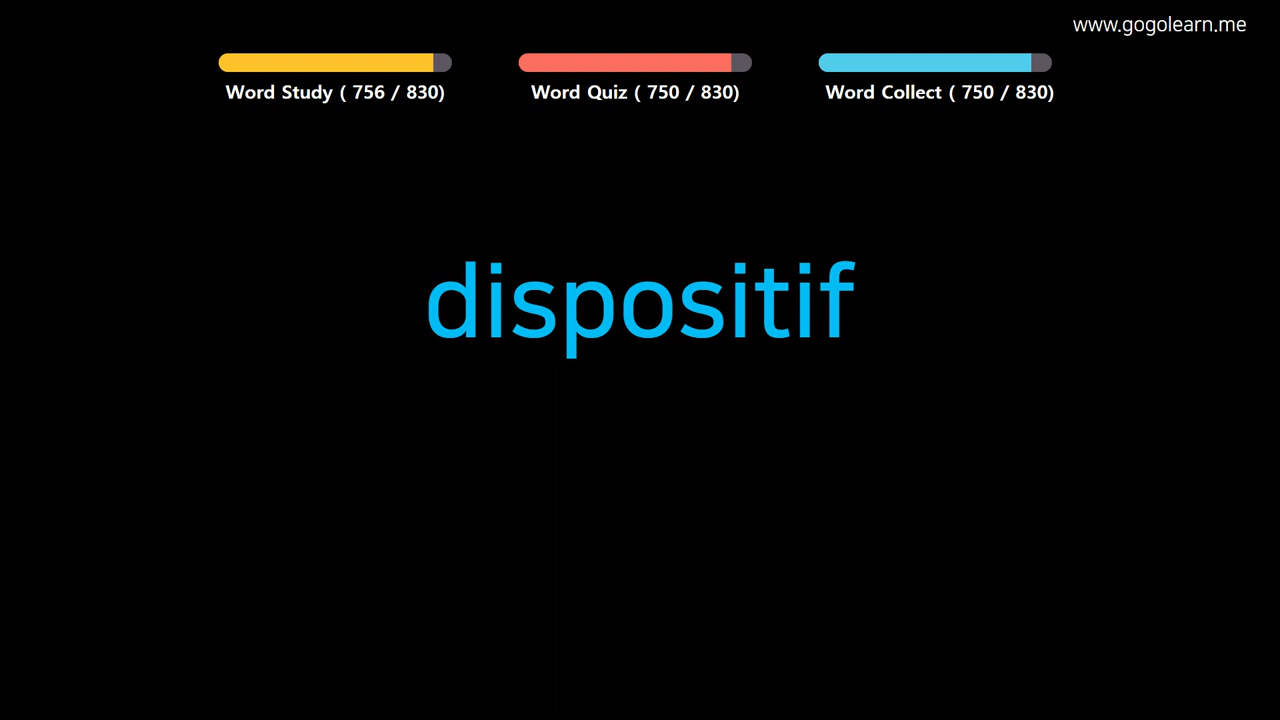 www.gogolearn.me
Word Study ( 756 / 830)
Word Quiz ( 750 / 830)
Word Collect ( 750 / 830)
dispositif